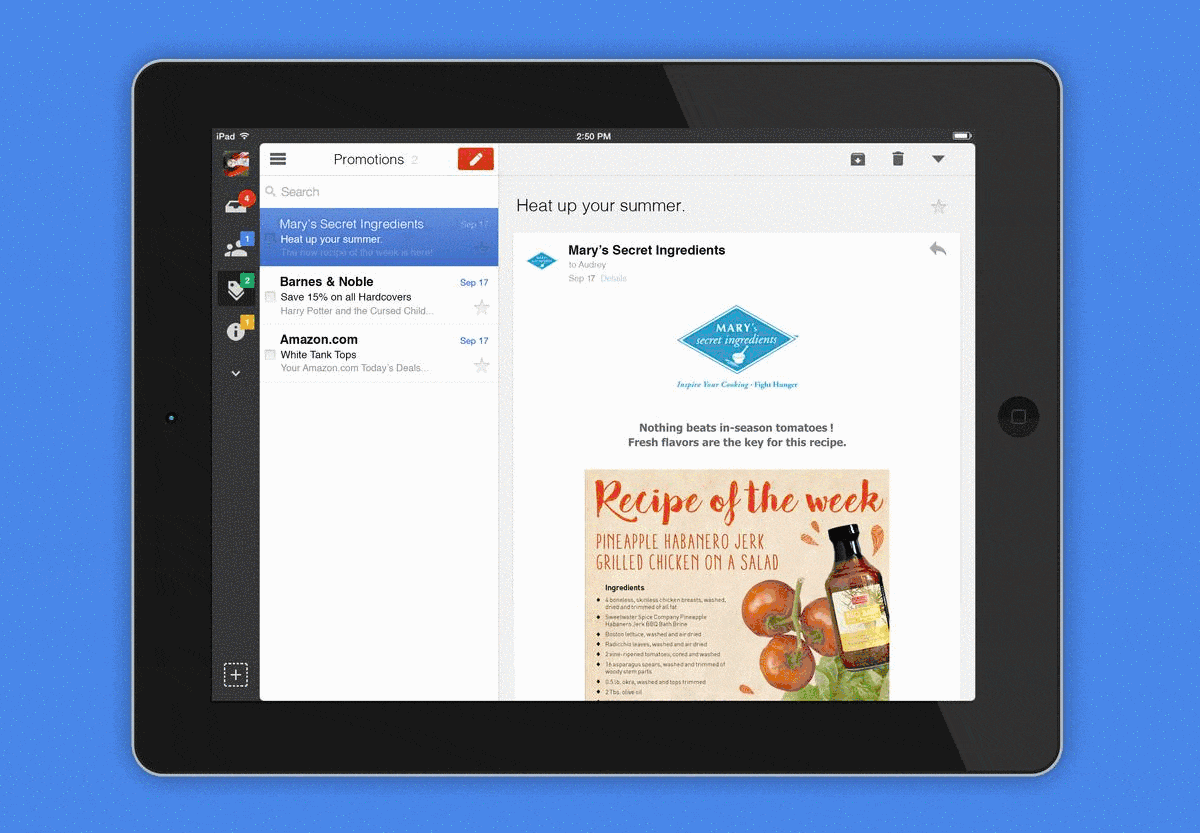 iPad
2:50 PM
4
1
2
1
Promotions 2
Search
Mary's Secret Ingredients Sep 17
Heat up your summer.
The new recipe of the week is here!
Barnes & Noble Sep 17
Save 15% on all Hardcovers
Harry Potter and the Cursed Child...
Amazon.com Sep 17
White Tank Tops
Your Amazon.com Today's Deals...
Heat up your summer.
Mary's Secret Ingredients
to Audrey
Sep 17 Details
MARY's
secret ingredients
Inspire Your Cooking • Fight Hunger
Nothing beats in-season tomatoes !
Fresh flavors are the key for this recipe.
Recipe of the week
PINEAPPLE HABANERO JERK
GRILLED CHICKEN ON A SALAD
Ingredients
4 boneless, skinless chicken breasts, washed,
dried and trimmed of all fat
Sweetwater Spice Company Pineapple
Habanero Jerk BBQ Bath Brine
Boston lettuce, washed and air dried
Radicchio leaves, washed and air dried
2 vine-ripened tomatoes, cored and washed
16 asparagus spears, washed and trimmed of
woody stem parts
0.5 lb. okra, washed and tops trimmed
2 Tbs. olive oil